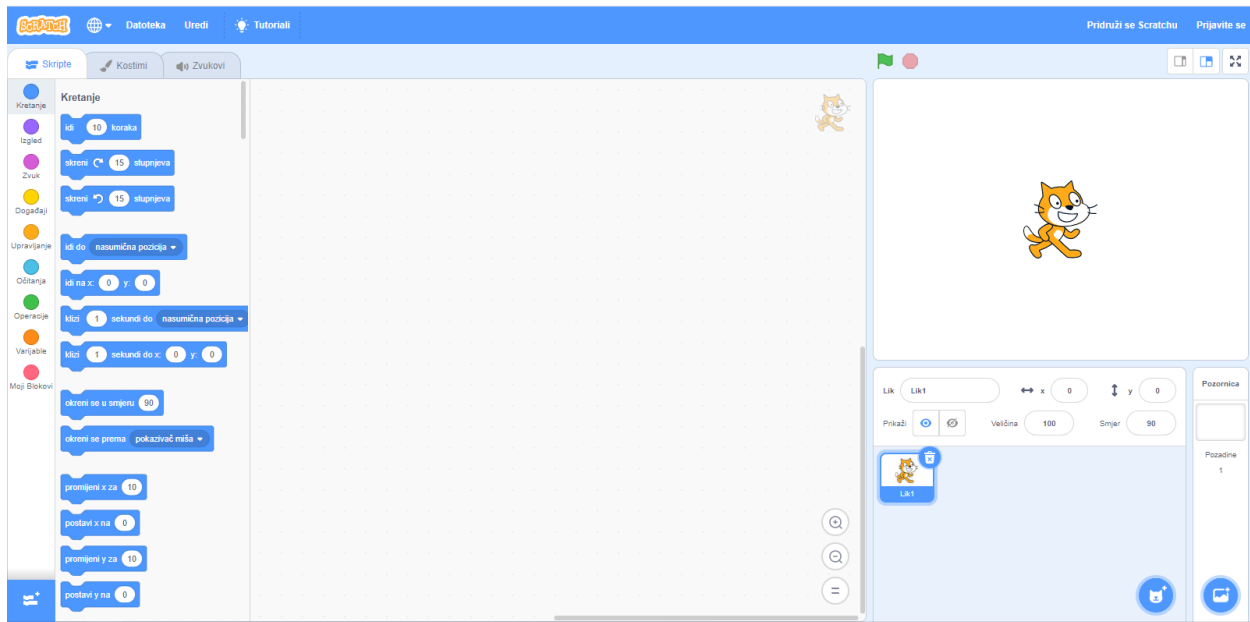 SCRATCH
Datoteka
Uredi
Tutoriali
Pridruži se Scratchu
Prijavite se
Skripte
Kostimi
Zvukovi
Kretanje
Izgled
Zvuk
Događaji
Upravljanje
Očitanja
Operacije
Varijable
Moji Blokovi
Kretanje
idi 10 koraka
skreni 15 stupnjeva
skreni 15 stupnjeva
idi do nasumična pozicija
idi na x: 0 y: 0
klizi 1 sekundi do nasumična pozicija
klizi 1 sekundi do x: 0 y: 0
okreni se u smjeru 90
okreni se prema pokazivač miša
promijeni x za 10
postavi x na 0
promijeni y za 10
postavi y na 0
Lik Lik1 x 0 y 0
Prikaži Veličina 100 Smjer 90
Lik1
Pozornica
Pozadine
1